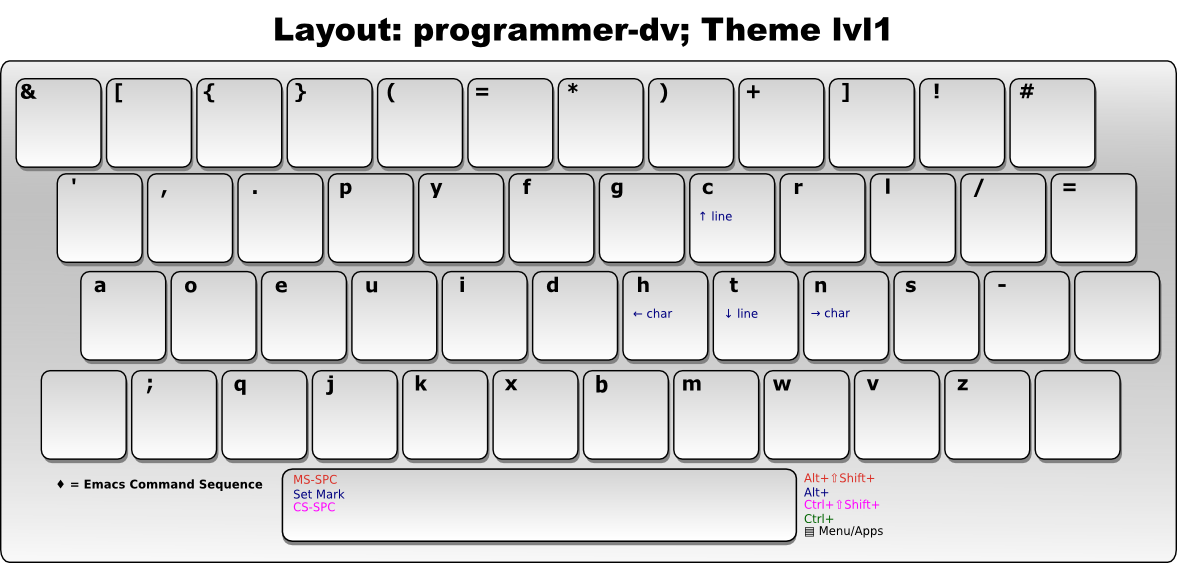 Layout: programmer-dv; Theme lvl1
& [ { } ( = * ) + ] ! #
' , . p y f g c r l / =
↑ line
a o e u i d h t n s -
← char ↓ line → char
; q j k x b m w v z
♦ = Emacs Command Sequence
MS-SPC
Set Mark
CS-SPC
Alt+⇧Shift+
Alt+
Ctrl+⇧Shift+
Ctrl+
▤ Menu/Apps